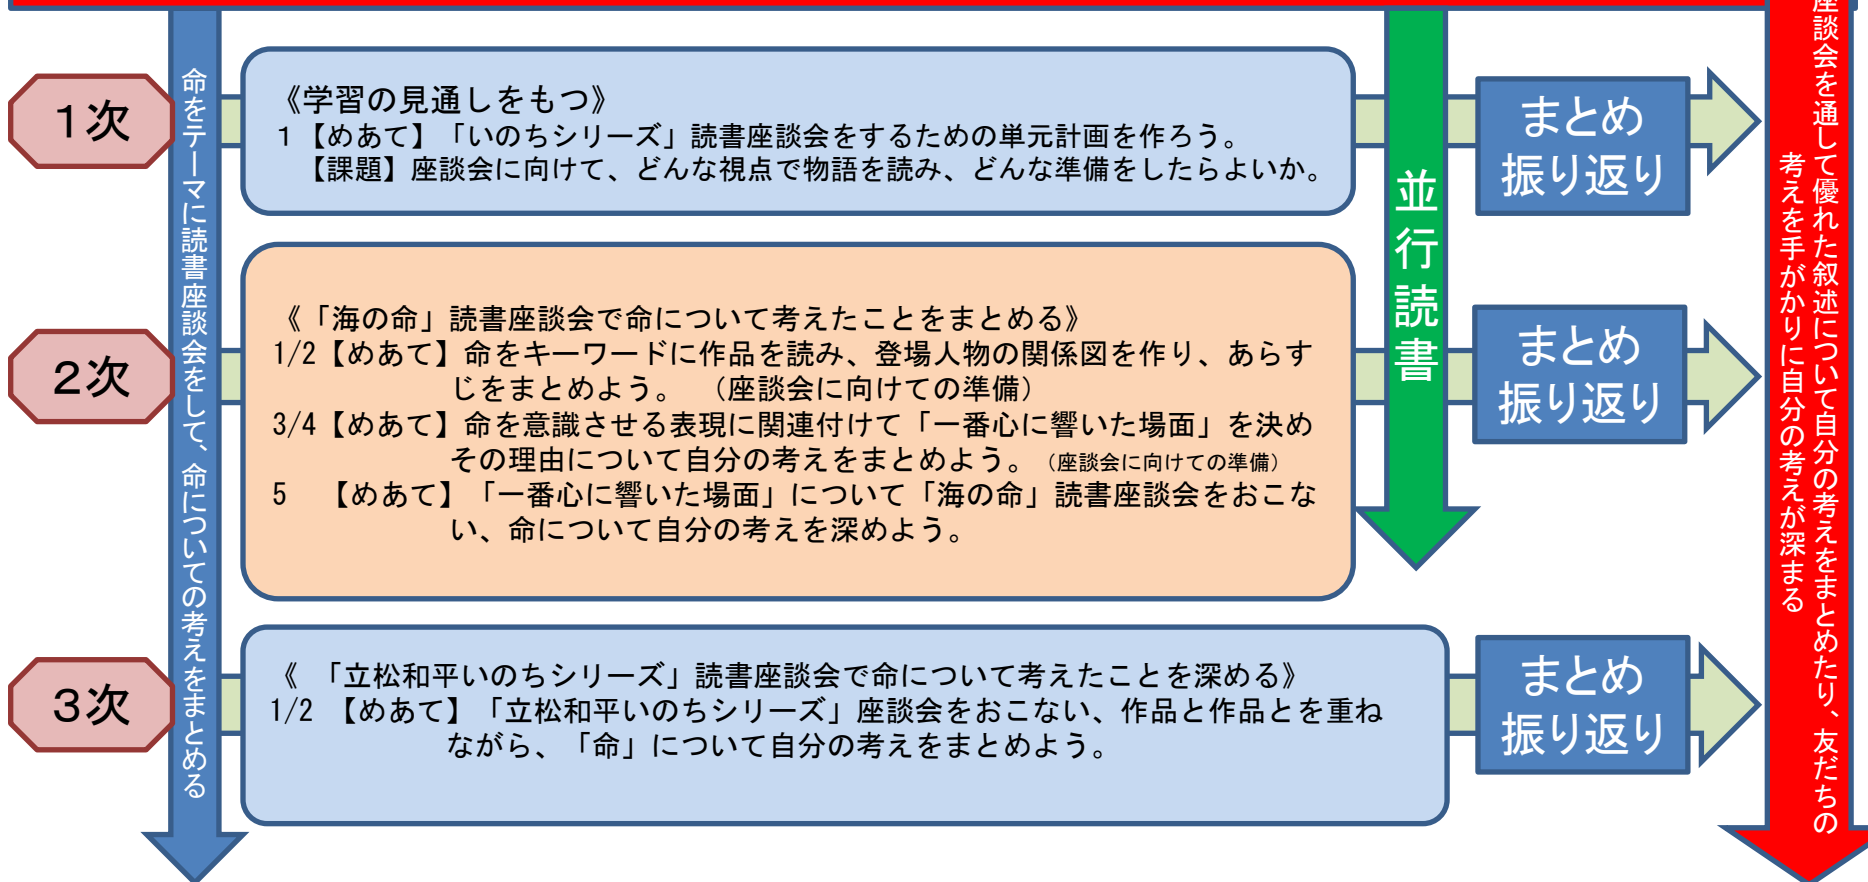 1次
命をテーマに読書座談会をして、命についての考えをまとめる
《学習の見通しをもつ》
1【めあて】「いのちシリーズ」読書座談会をするための単元計画を作ろう。
【課題】座談会に向けて、どんな視点で物語を読み、どんな準備をしたらよいか。
並行読書
まとめ
振り返り
座談会を通して優れた叙述について自分の考えをまとめたり、友だちの
考えを手がかりに自分の考えが深まる
2次
《「海の命」読書座談会で命について考えたことをまとめる》
1/2【めあて】命をキーワードに作品を読み、登場人物の関係図を作り、あらす
じをまとめよう。 （座談会に向けての準備）
3/4【めあて】命を意識させる表現に関連付けて「一番心に響いた場面」を決め
その理由について自分の考えをまとめよう。（座談会に向けての準備）
5 【めあて】「一番心に響いた場面」について「海の命」読書座談会をおこな
い、命について自分の考えを深めよう。
まとめ
振り返り
3次
《 「立松和平いのちシリーズ」読書座談会で命について考えたことを深める》
1/2 【めあて】「立松和平いのちシリーズ」座談会をおこない、作品と作品とを重ね
ながら、「命」について自分の考えをまとめよう。
まとめ
振り返り